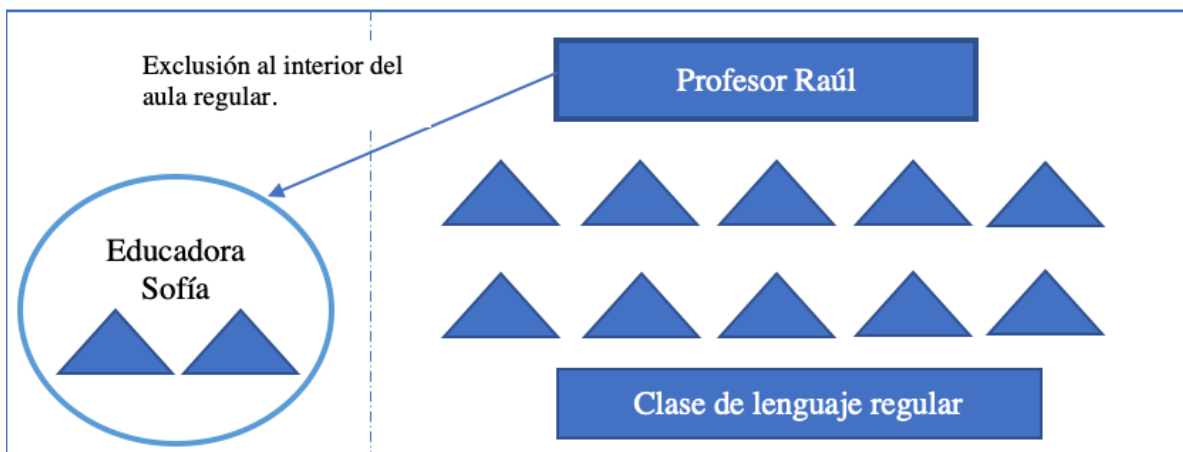 Exclusión al interior del
aula regular.
Profesor Raúl
Educadora
Sofía
Clase de lenguaje regular